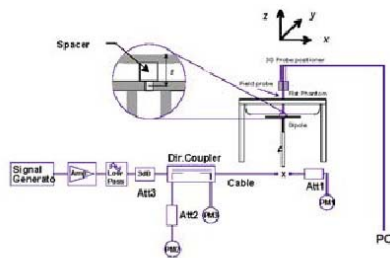 z
y
x
Spacer
z
3D Probe positioner
Field probe
Flat Phantom
Dipole
Signal
Generator
Amp
Low
Pass
3dB
Att3
Dir.Coupler
Cable
x
Att1
PM1
Att2
PM3
PM2
PC